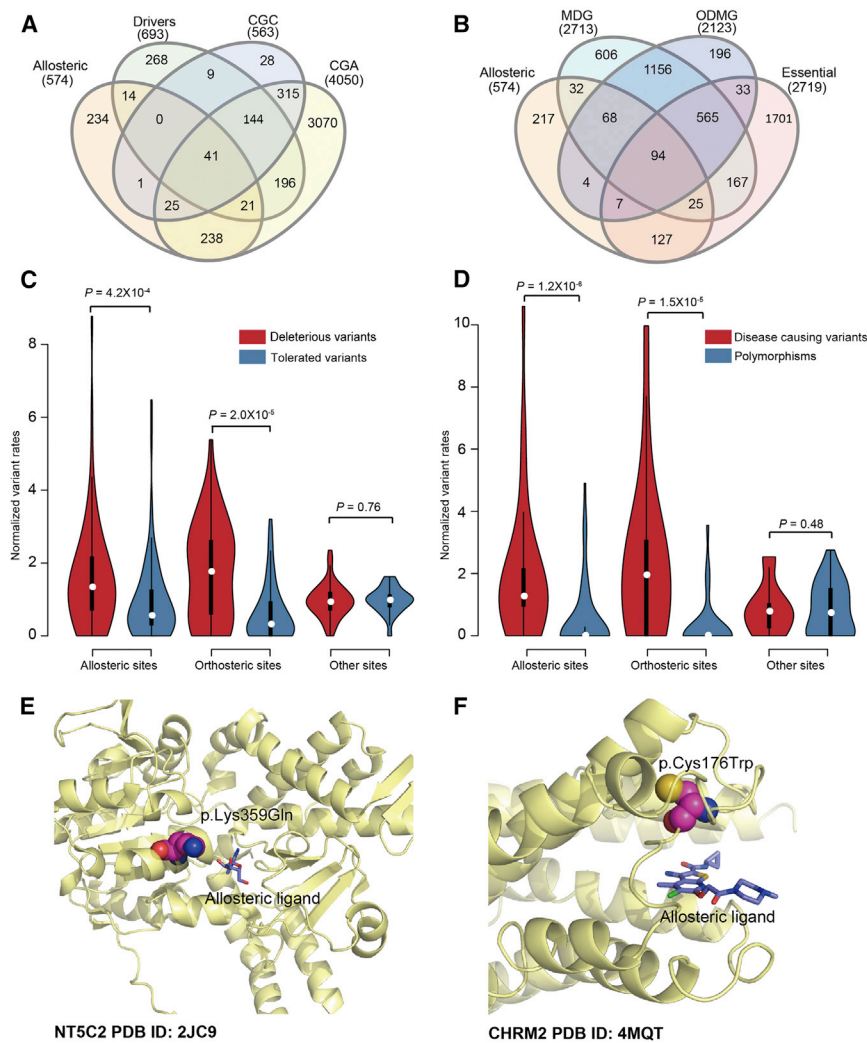 A
Drivers
(693)
CGC
(563)
Allosteric
(574)
CGA
(4050)
268
9
28
14
0
144
315
234
3070
41
1
196
25
21
238
B
MDG
(2713)
ODMG
(2123)
Allosteric
(574)
Essential
(2719)
606
1156
196
32
33
217
68
565
1701
94
4
167
7
25
127
C
P = 4.2X10-4
Deleterious variants
Tolerated variants
P = 2.0X10-5
P = 0.76
Normalized variant rates
8
6
4
2
0
Allosteric sites
Orthosteric sites
Other sites
D
P = 1.2X10-6
P = 1.5X10-5
Disease causing variants
Polymorphisms
P = 0.48
Normalized variant rates
10
8
6
4
2
0
Allosteric sites
Orthosteric sites
Other sites
E
p.Lys359Gln
Allosteric ligand
NT5C2 PDB ID: 2JC9
F
p.Cys176Trp
Allosteric ligand
CHRM2 PDB ID: 4MQT